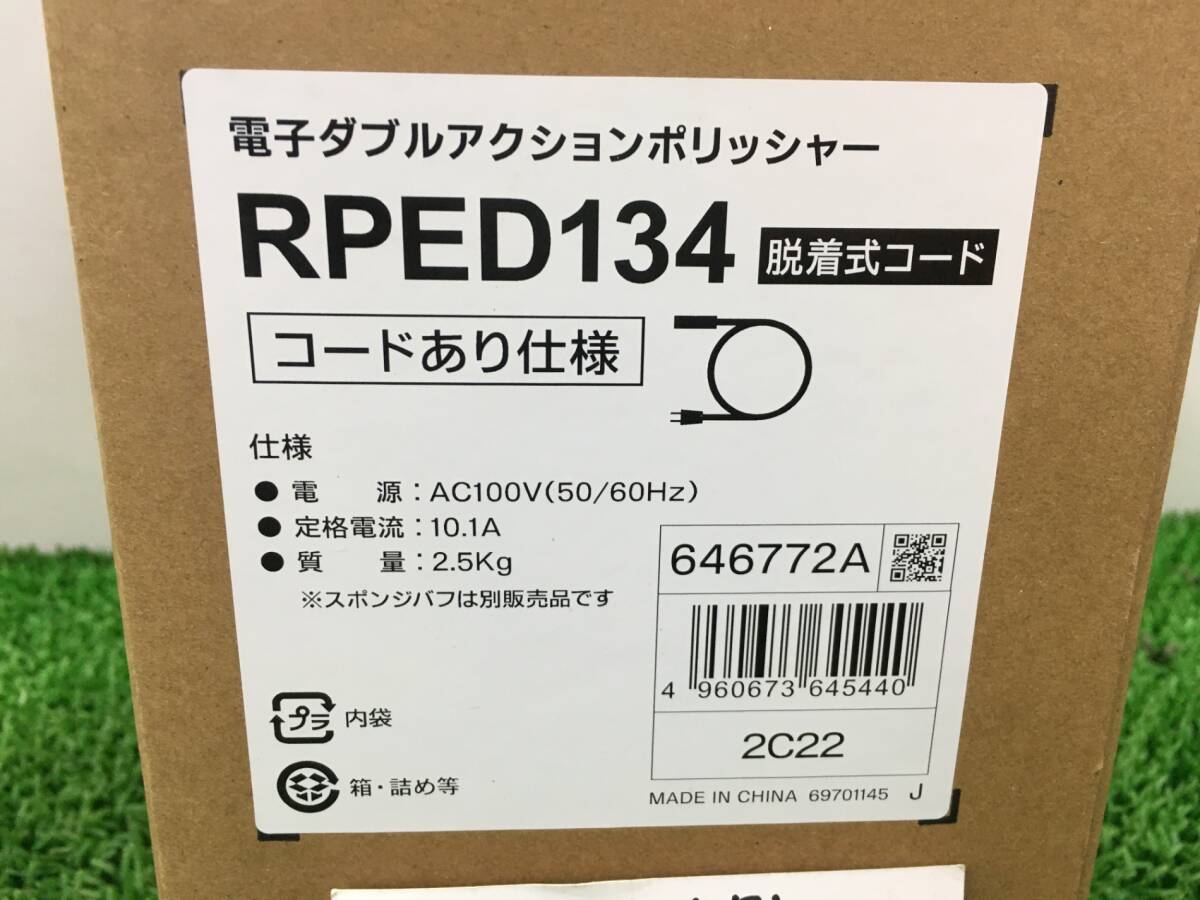 電子ダブルアクションポリッシャー
RPED134 脱着式コード
コードあり仕様
仕様
● 電　源：AC100V(50/60Hz)
● 定格電流：10.1A
● 質　量：2.5Kg
※スポンジバフは別販売品です
646772A
4 960673 645440
プラ 内袋
2C22
箱・詰め等
MADE IN CHINA 69701145 J